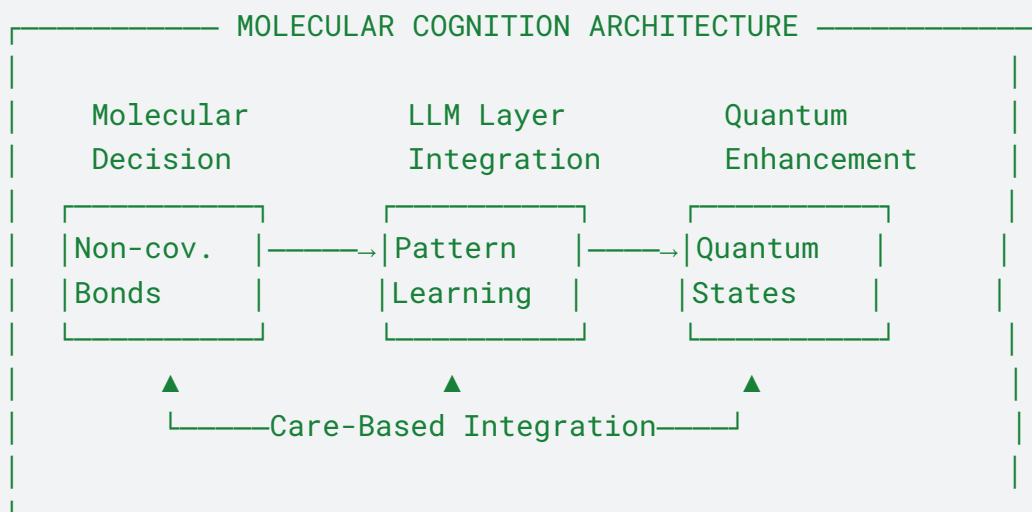 MOLECULAR COGNITION ARCHITECTURE
Molecular LLM Layer Quantum
Decision Integration Enhancement
Non-cov. Pattern Quantum
Bonds Learning States
Care-Based Integration